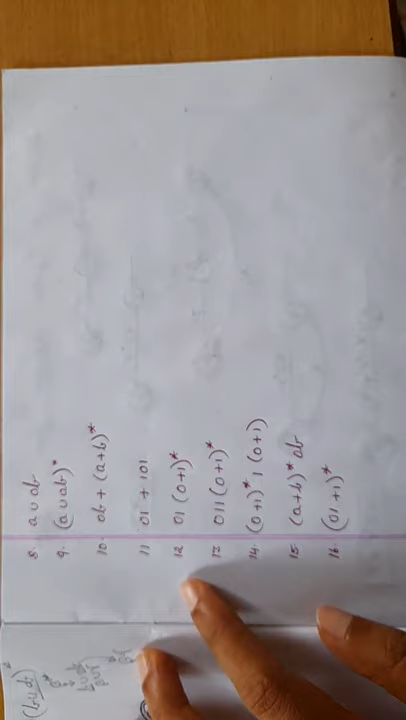 8. a ∪ ab
9. (a ∪ ab)*
10. ab + (a+b)*
11 01 + 101
12 01 (0+1)*
13. 011 (0+1)*
14. (0+1)* 1 (0+1)
15. (a+b)* ab
16. (01+1)*